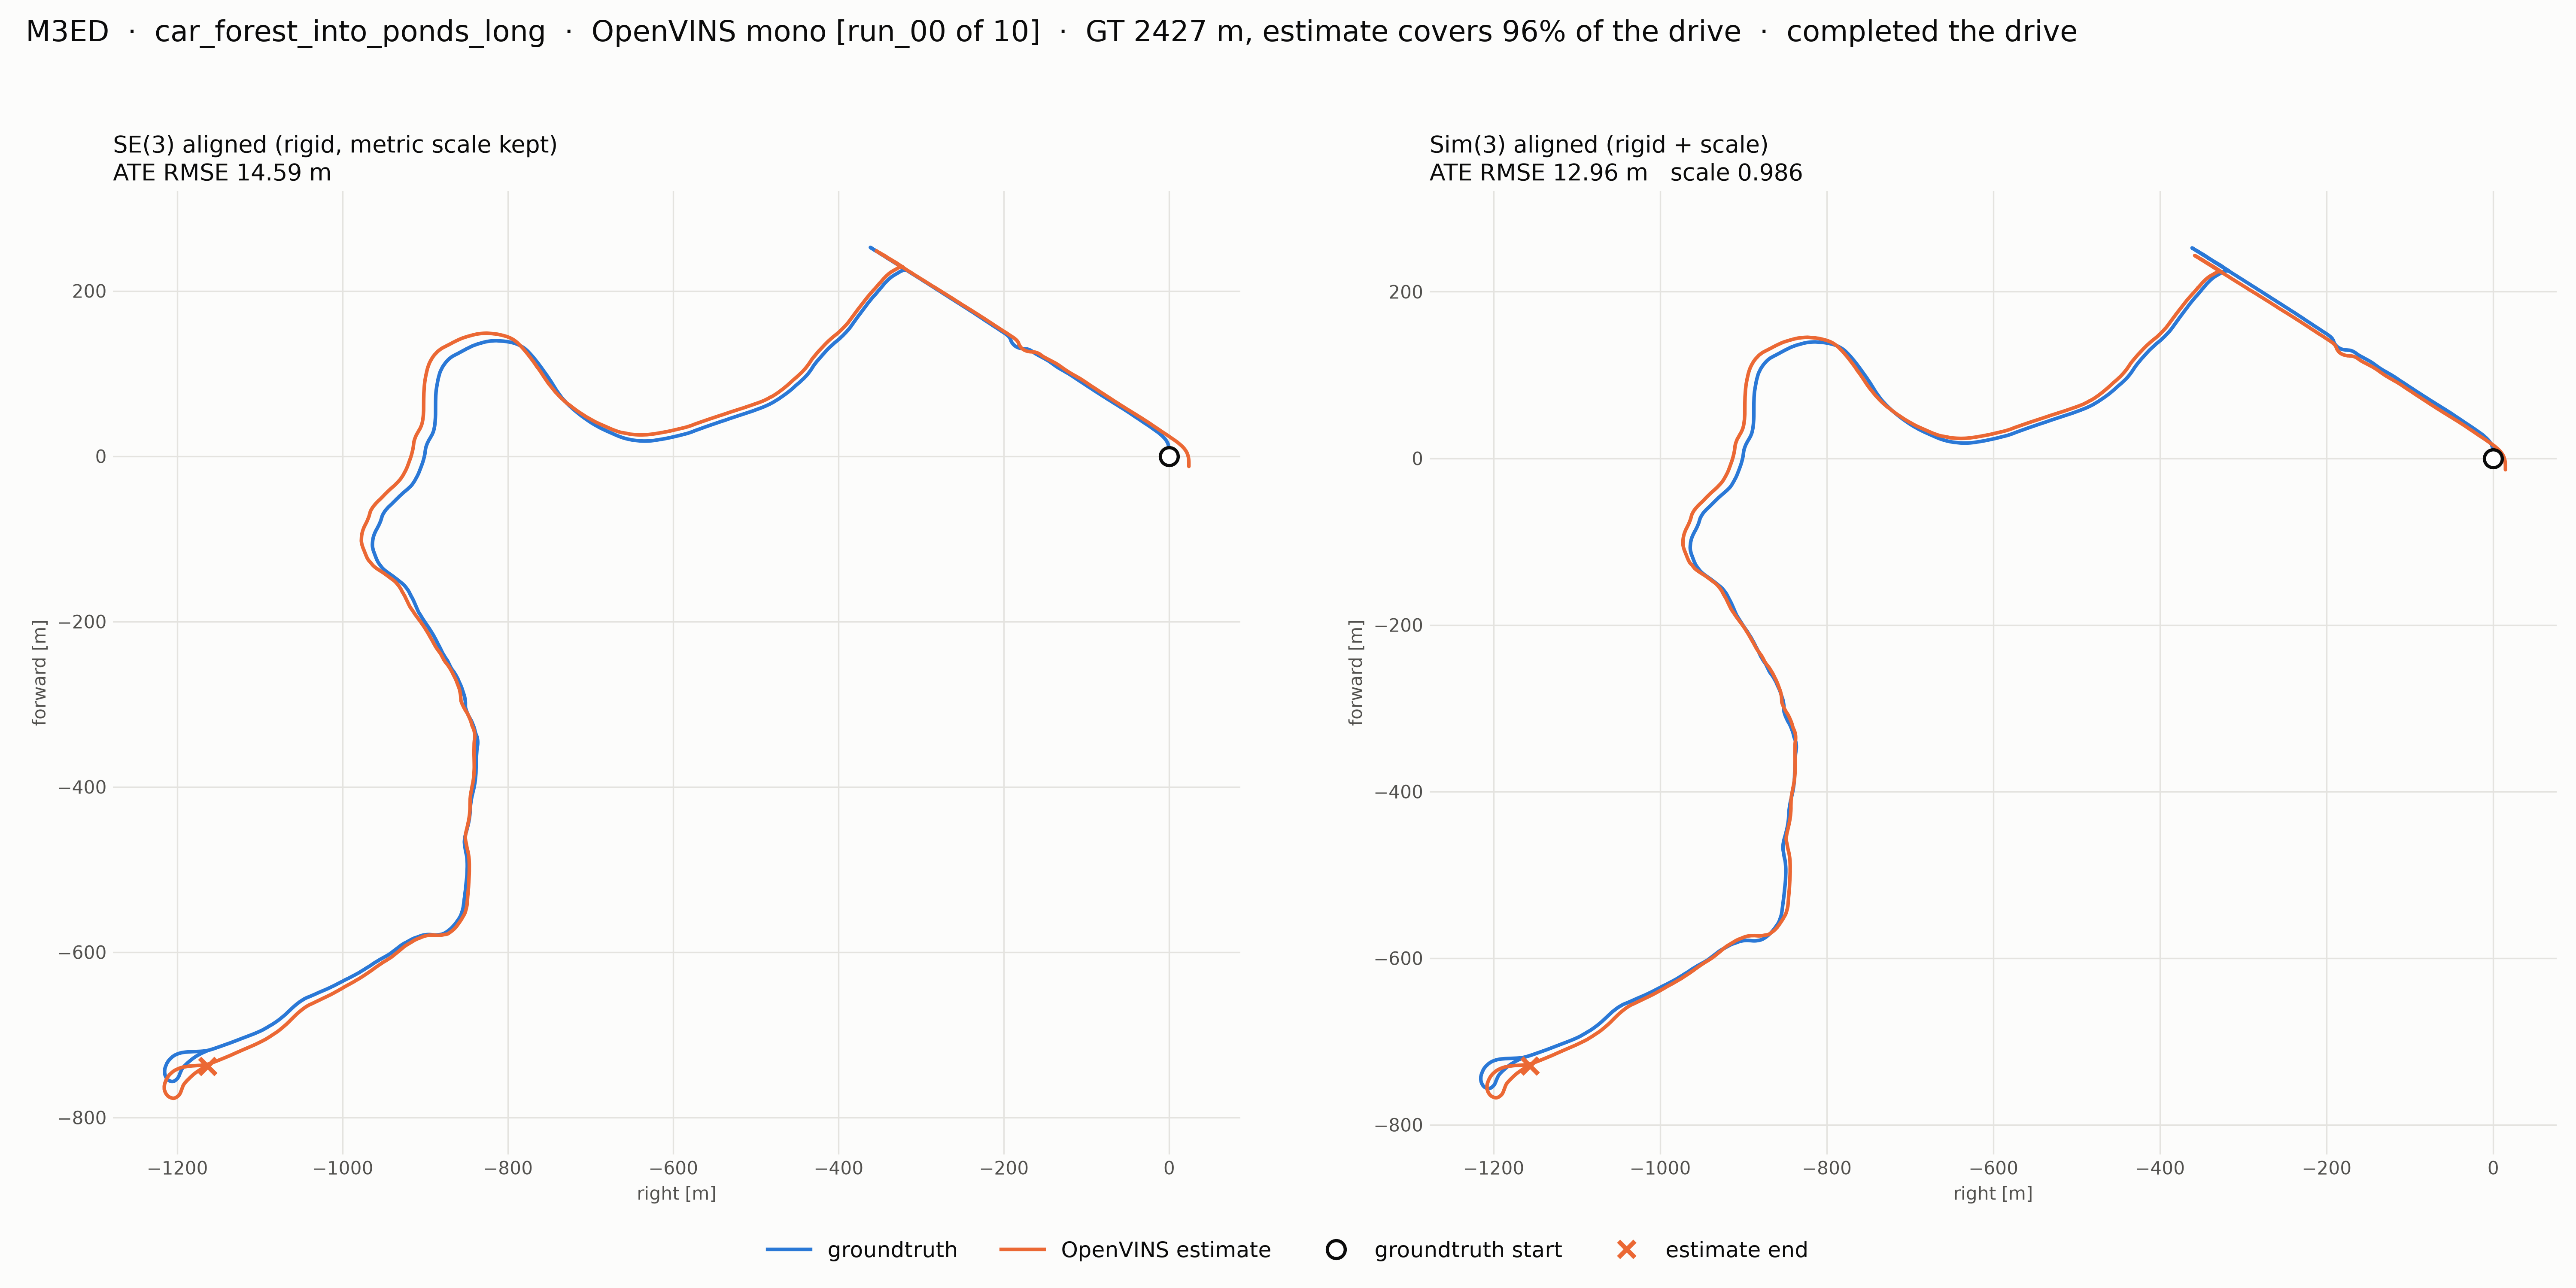 M3ED · car_forest_into_ponds_long · OpenVINS mono [run_00 of 10] · GT 2427 m, estimate covers 96% of the drive · completed the drive
SE(3) aligned (rigid, metric scale kept)
ATE RMSE 14.59 m
200
0
−200
−400
−600
−800
forward [m]
−1200
−1000
−800
−600
−400
−200
0
right [m]
Sim(3) aligned (rigid + scale)
ATE RMSE 12.96 m scale 0.986
200
0
−200
−400
−600
−800
forward [m]
−1200
−1000
−800
−600
−400
−200
0
right [m]
groundtruth
OpenVINS estimate
groundtruth start
estimate end